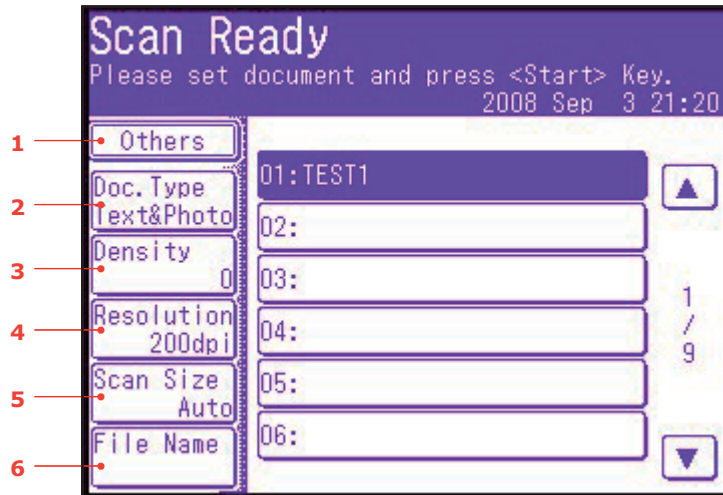 Scan Ready
Please set document and press <Start> Key.
2008 Sep 3 21:20
1
Others
2
Doc.Type
Text&Photo
3
Density
0
4
Resolution
200dpi
5
Scan Size
Auto
6
File Name
01:TEST1
02:
03:
04:
05:
06:
1
/
9